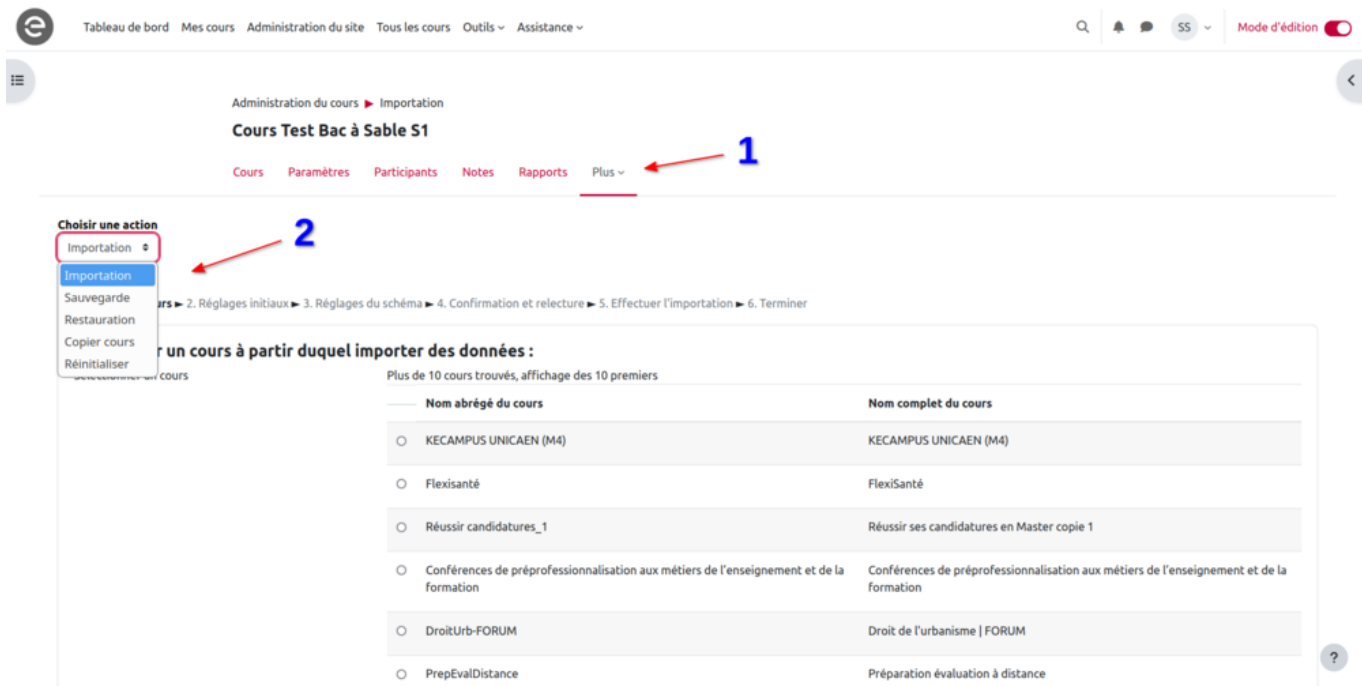 e
Tableau de bord Mes cours Administration du site Tous les cours Outils Assistance SS Mode d'édition
Administration du cours ► Importation
Cours Test Bac à Sable S1
1
Cours Paramètres Participants Notes Rapports Plus
Choisir une action
2
Importation
Importation
Sauvegarde
urs ► 2. Réglages initiaux ► 3. Réglages du schéma ► 4. Confirmation et relecture ► 5. Effectuer l'importation ► 6. Terminer
Restauration
Copier cours
r un cours à partir duquel importer des données :
Réinitialiser
un cours Plus de 10 cours trouvés, affichage des 10 premiers
Nom abrégé du cours Nom complet du cours
KECAMPUS UNICAEN (M4) KECAMPUS UNICAEN (M4)
Flexisanté FlexiSanté
Réussir candidatures_1 Réussir ses candidatures en Master copie 1
Conférences de préprofessionnalisation aux métiers de l'enseignement et de la Conférences de préprofessionnalisation aux métiers de l'enseignement et de la
formation formation
DroitUrb-FORUM Droit de l'urbanisme | FORUM
?
PrepEvalDistance Préparation évaluation à distance